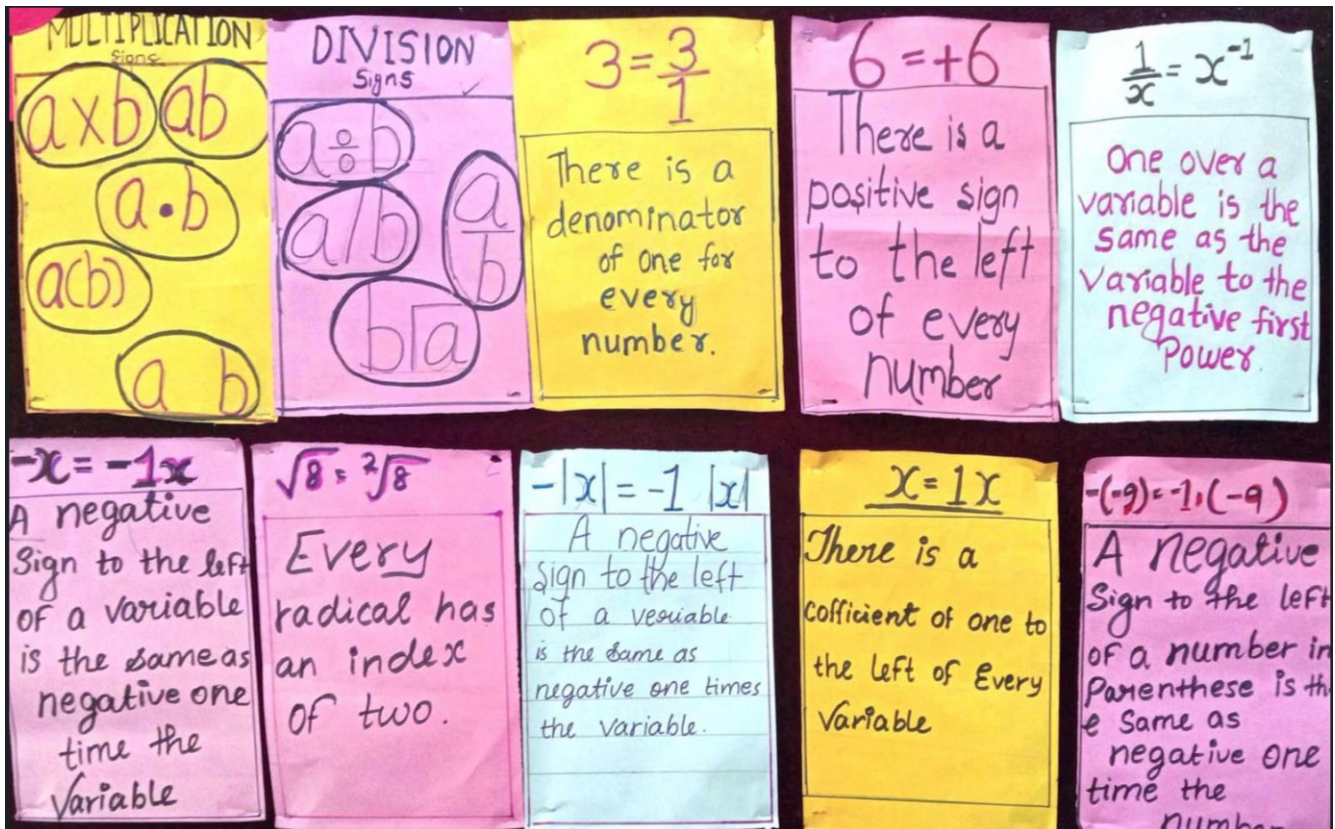 MULTIPLICATION
Signs
a x b
ab
a • b
a(b)
a b
DIVISION
Signs
a ÷ b
a/b
a
b
b√a
3 = 3/1
There is a
denominator
of one for
every
number.
6 = +6
There is a
positive sign
to the left
of every
number
1/x = x⁻¹
One over a
variable is the
same as the
variable to the
negative first
Power.
-x = -1x
A negative
Sign to the left
of a variable
is the same as
negative one
time the
Variable
√8 = ²√8
Every
radical has
an index
of two.
-|x| = -1 |x|
A negative
sign to the left
of a veriable
is the same as
negative one times
the variable.
x = 1x
There is a
cofficient of one to
the left of Every
Variable
-(-9) = -1·(-9)
A negative
Sign to the left
of a number in
Parenthese is th
e Same as
negative one
time the
number